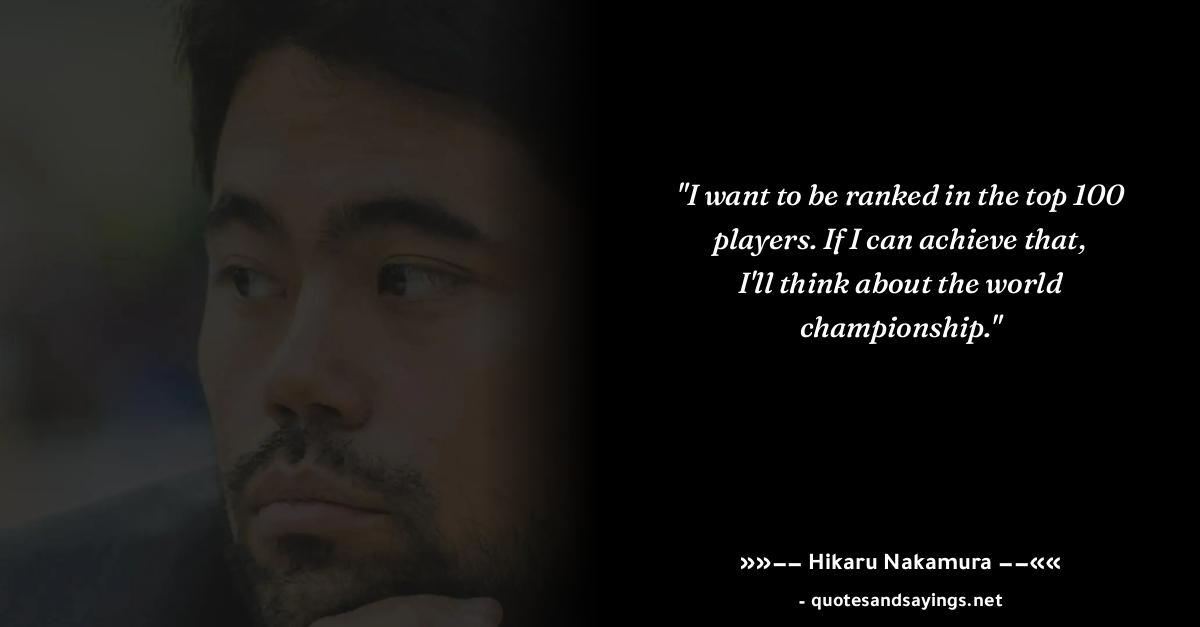 "I want to be ranked in the top 100
players. If I can achieve that,
I'll think about the world
championship."
»»−− Hikaru Nakamura −−««
- quotesandsayings.net